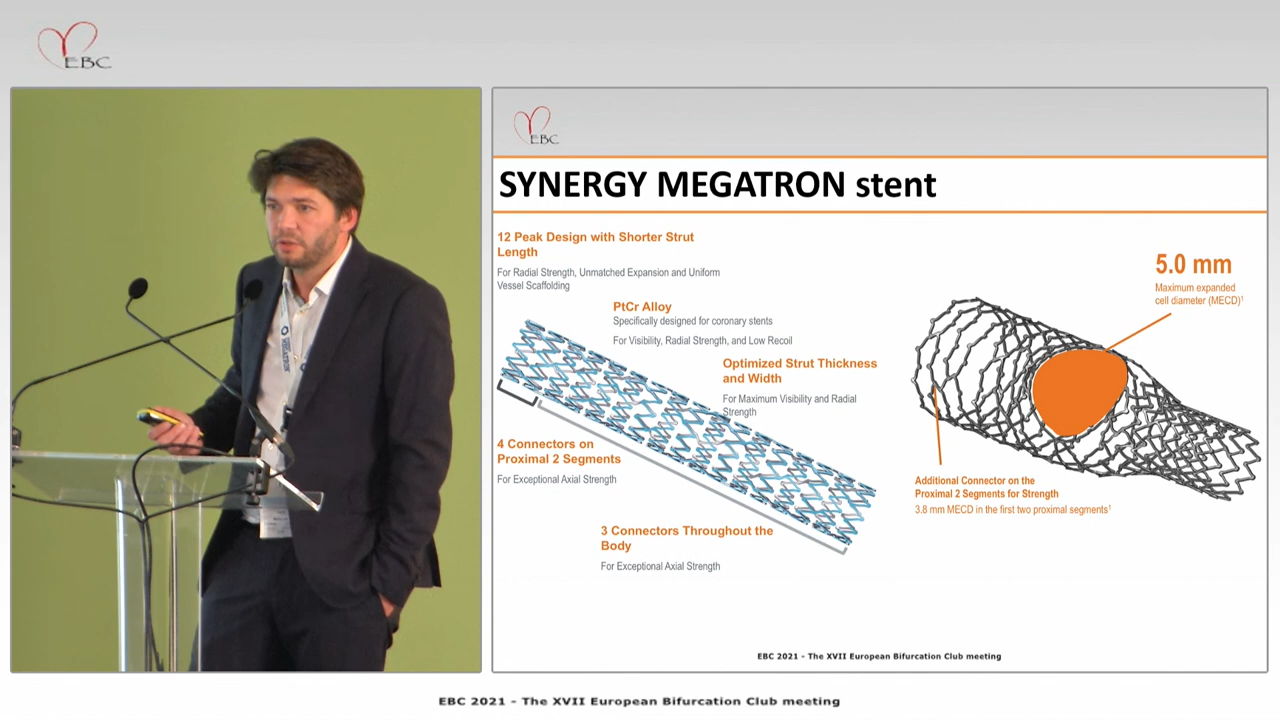 EBC
EBC
SYNERGY MEGATRON stent
12 Peak Design with Shorter Strut
Length
For Radial Strength, Unmatched Expansion and Uniform
Vessel Scaffolding
PtCr Alloy
Specifically designed for coronary stents
For Visibility, Radial Strength, and Low Recoil
Optimized Strut Thickness
and Width
For Maximum Visibility and Radial
Strength
4 Connectors on
Proximal 2 Segments
For Exceptional Axial Strength
3 Connectors Throughout the
Body
For Exceptional Axial Strength
5.0 mm
Maximum expanded
cell diameter (MECD)¹
Additional Connector on the
Proximal 2 Segments for Strength
3.8 mm MECD in the first two proximal segments¹
EBC 2021 - The XVII European Bifurcation Club meeting
EBC 2021 - The XVII European Bifurcation Club meeting